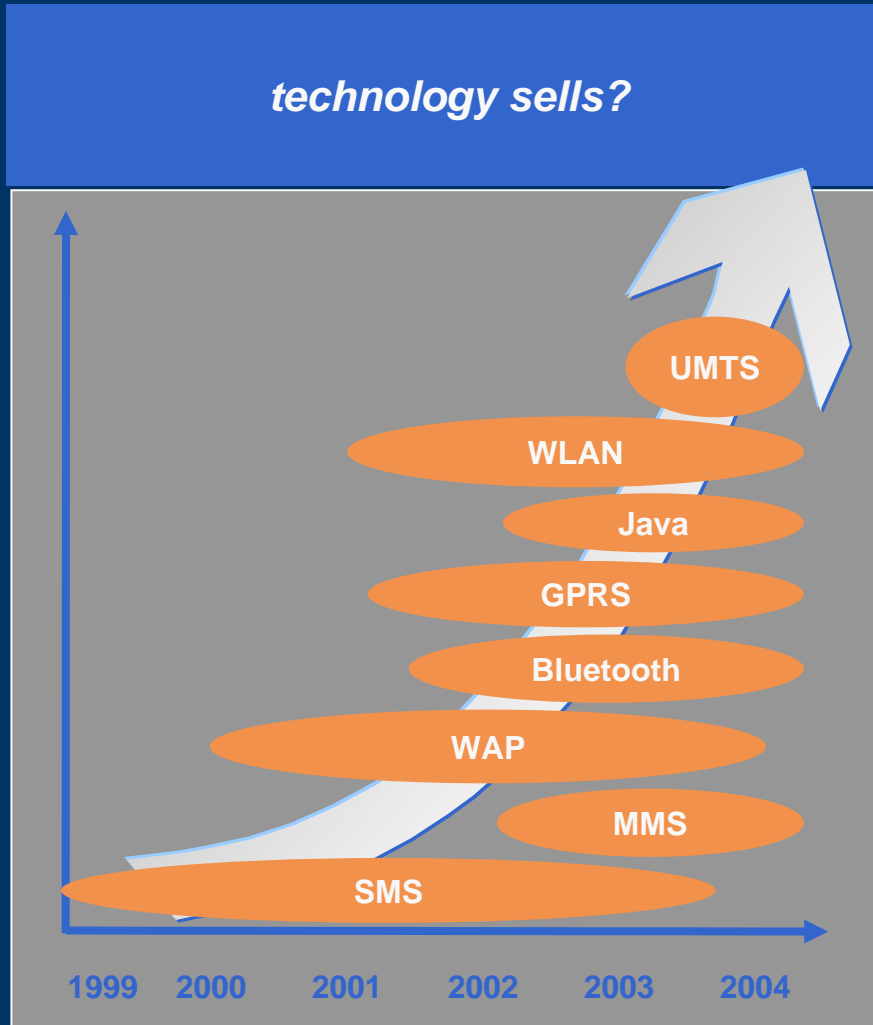 technology sells?
UMTS
WLAN
Java
GPRS
Bluetooth
WAP
MMS
SMS
1999 2000 2001 2002 2003 2004